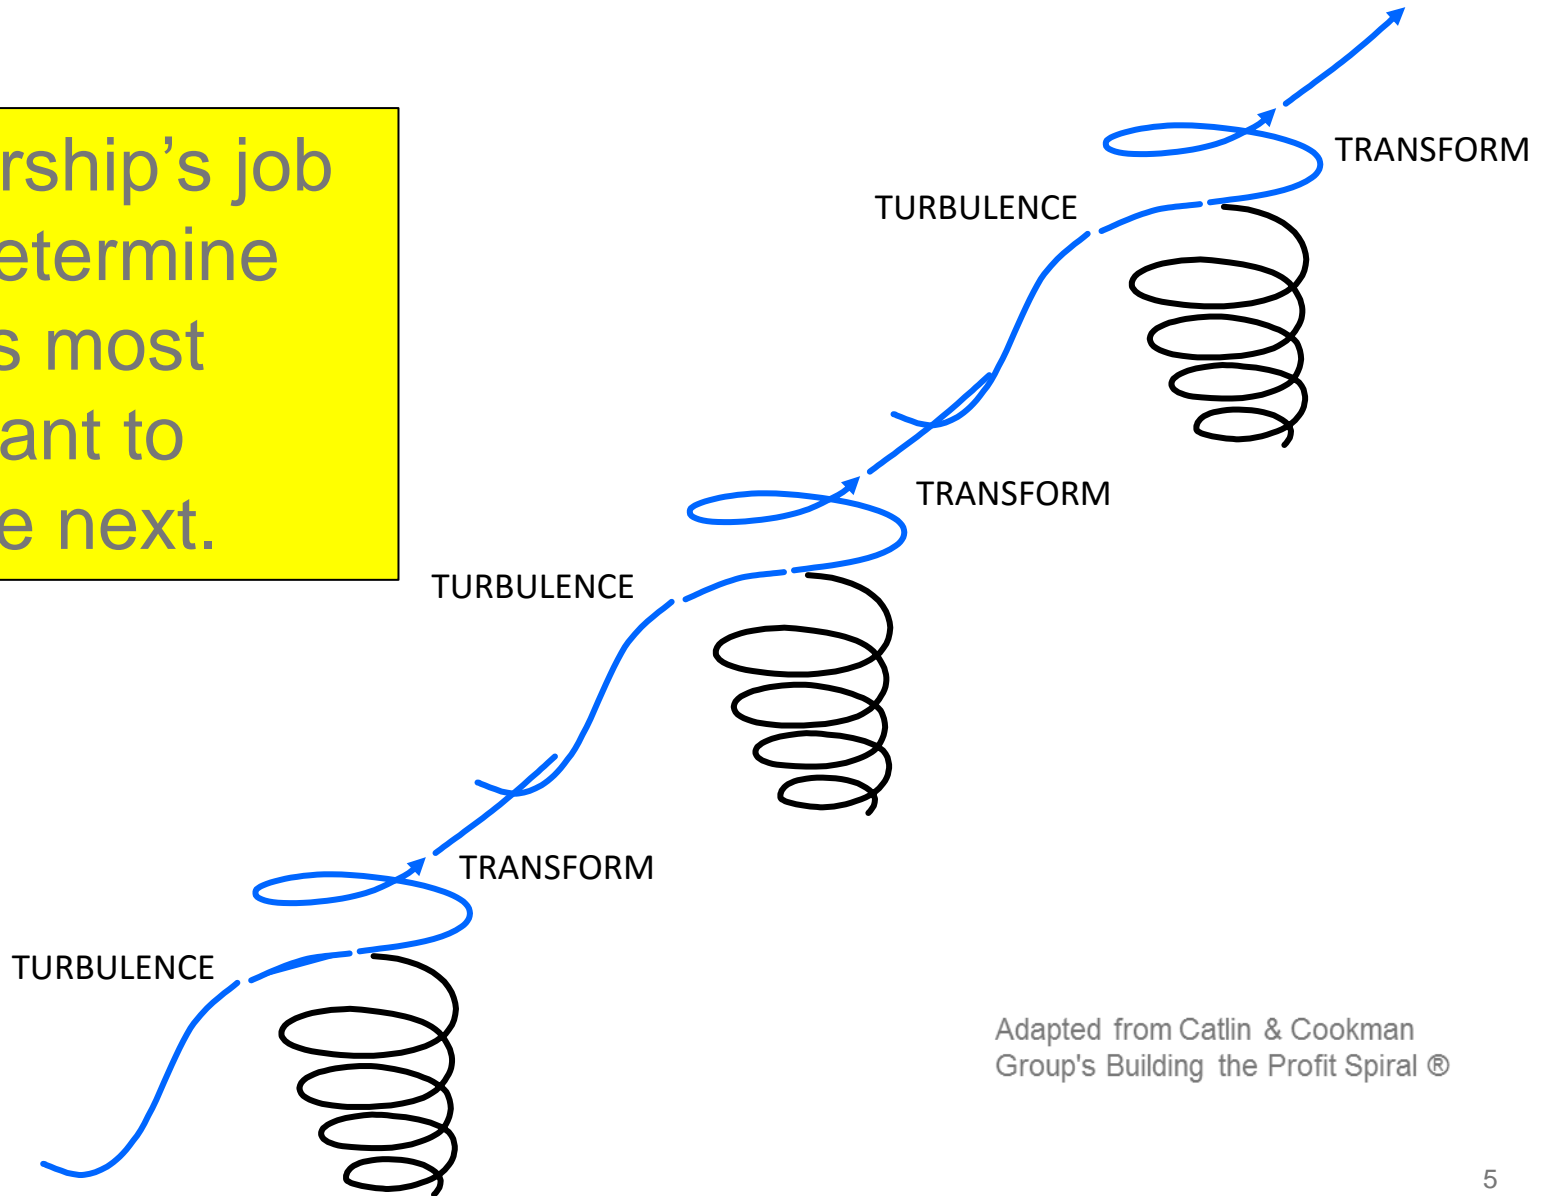 rship's job
etermine
s most
ant to
e next.
TRANSFORM
TURBULENCE
TRANSFORM
TURBULENCE
TRANSFORM
TURBULENCE
Adapted from Catlin & Cookman
Group's Building the Profit Spiral ®
5